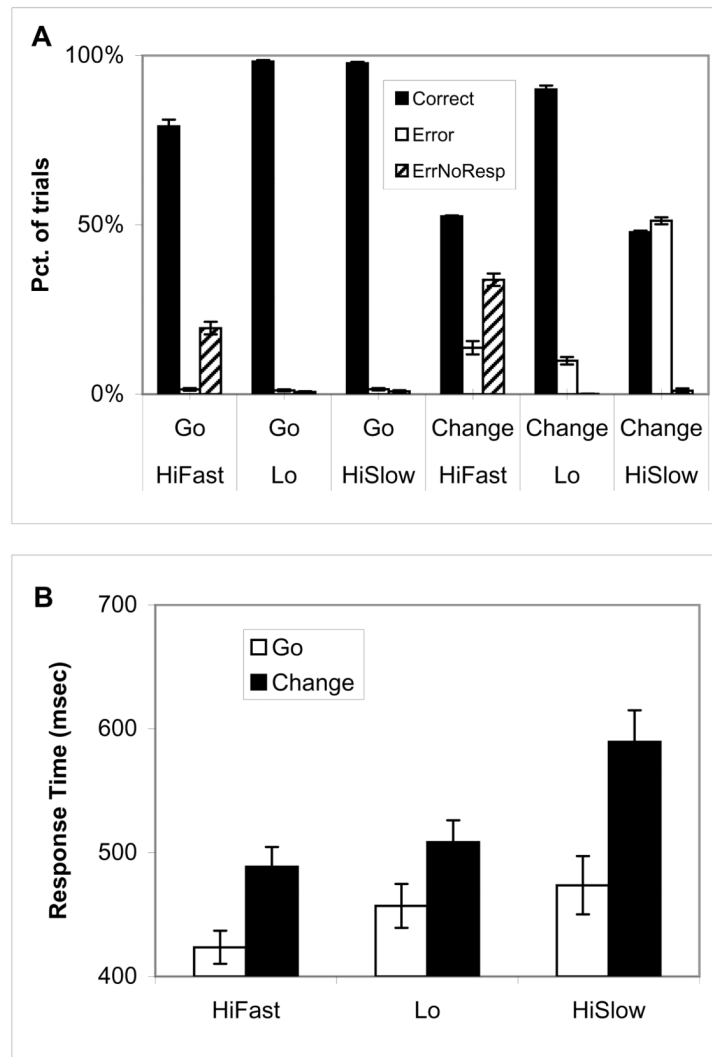 A
100%
50%
0%
Pct. of trials
Correct
Error
ErrNoResp
Go Go Go Change Change Change
HiFast Lo HiSlow HiFast Lo HiSlow
B
700
600
500
400
Response Time (msec)
Go
Change
HiFast Lo HiSlow